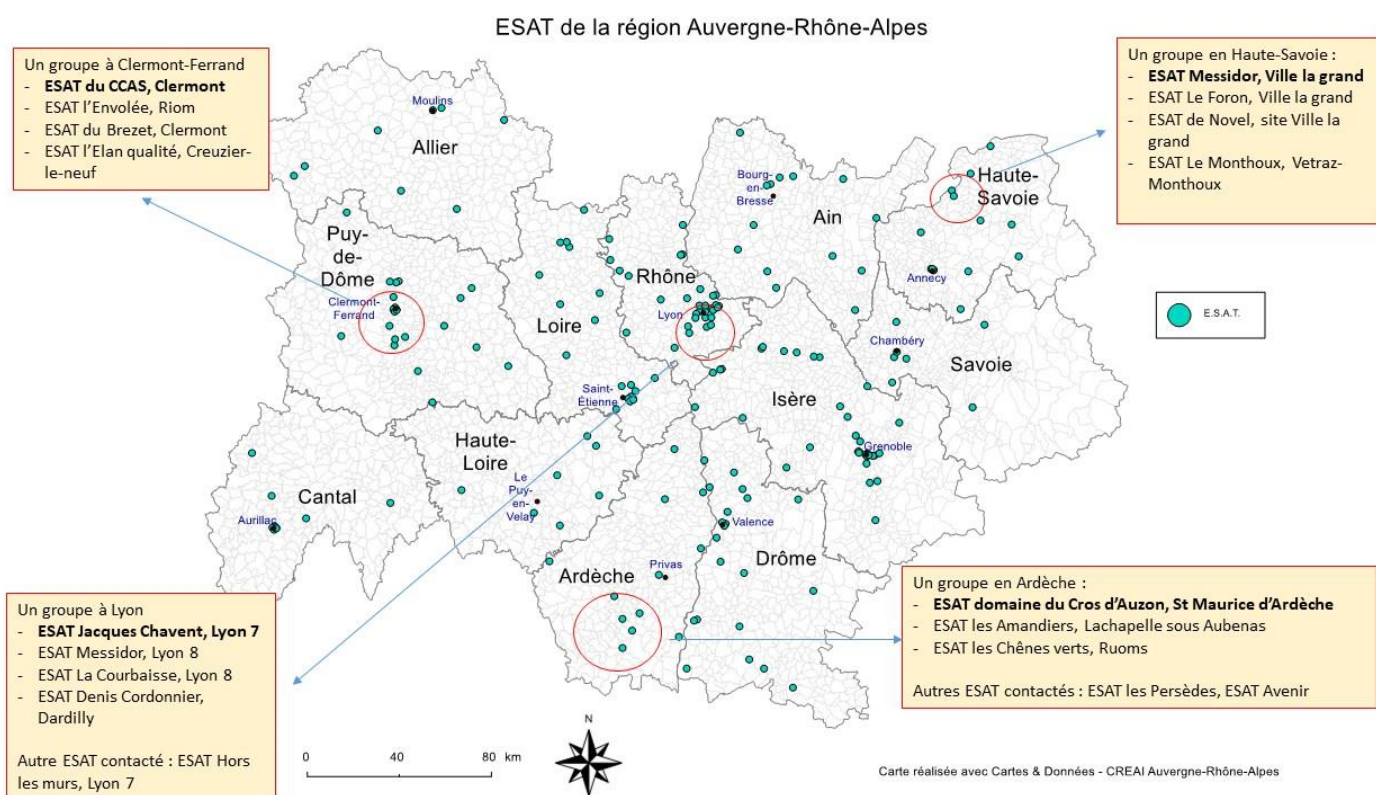 ESAT de la région Auvergne-Rhône-Alpes
Un groupe à Clermont-Ferrand
- ESAT du CCAS, Clermont
- ESAT l'Envolée, Riom
- ESAT du Brezet, Clermont
- ESAT l'Elan qualité, Creuzier-
le-neuf
Un groupe en Haute-Savoie :
- ESAT Messidor, Ville la grand
- ESAT Le Foron, Ville la grand
- ESAT de Novel, site Ville la
grand
- ESAT Le Monthoux, Vetraz-
Monthoux
Moulins
Allier
Bourg-
en-
Bresse
Ain
Haute-
Savoie
Annecy
Puy-
de-
Dôme
Clermont-
Ferrand
Loire
Rhône
Lyon
E.S.A.T.
Chambéry
Savoie
Saint-
Étienne
Isère
Grenoble
Haute-
Loire
Le Puy-
en-
Velay
Cantal
Aurillac
Valence
Drôme
Privas
Ardèche
Un groupe à Lyon
- ESAT Jacques Chavent, Lyon 7
- ESAT Messidor, Lyon 8
- ESAT La Courbaisse, Lyon 8
- ESAT Denis Cordonnier,
Dardilly
Autre ESAT contacté : ESAT Hors
les murs, Lyon 7
Un groupe en Ardèche :
- ESAT domaine du Cros d'Auzon, St Maurice d'Ardèche
- ESAT les Amandiers, Lachapelle sous Aubenas
- ESAT les Chênes verts, Ruoms
Autres ESAT contactés : ESAT les Persèdes, ESAT Avenir
0 40 80 km
N
Carte réalisée avec Cartes & Données - CREAI Auvergne-Rhône-Alpes